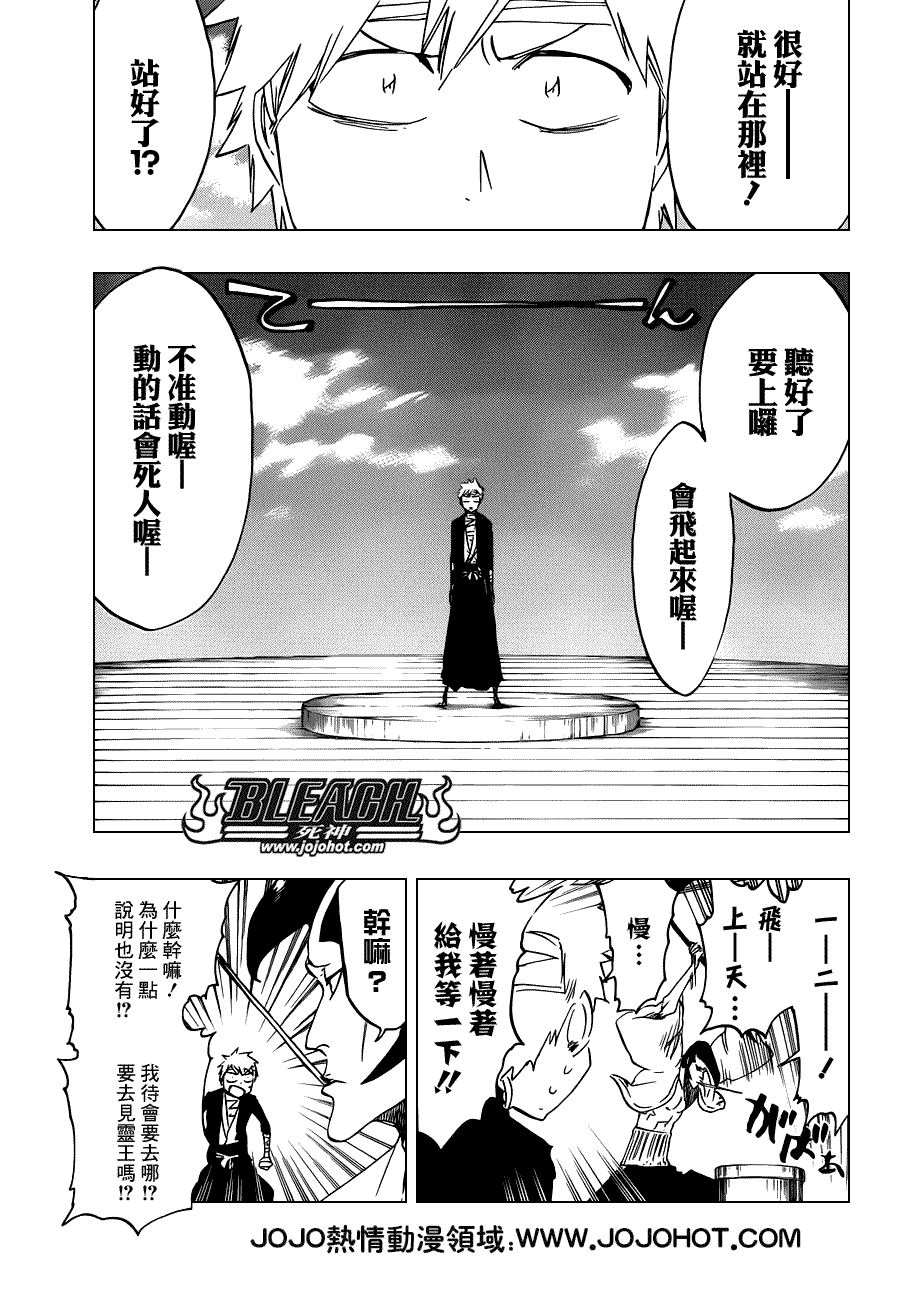 很好——
就站在那裡！
站好了!?
て
ん
聽好了
要上囉
會飛起來喔—
不准動喔—
動的話會死人喔—
BLEACH
死神
www.jojohot.com
一—二——！
飛—
上—天…
慢…
慢著慢著
給我等一下!!
がばぁ
幹嘛?
什麼幹嘛！
為什麼一點
說明也沒有!?
我待會要去哪!?
要去見靈王嗎!?
JOJO熱情動漫領域:WWW.JOJOHOT.COM